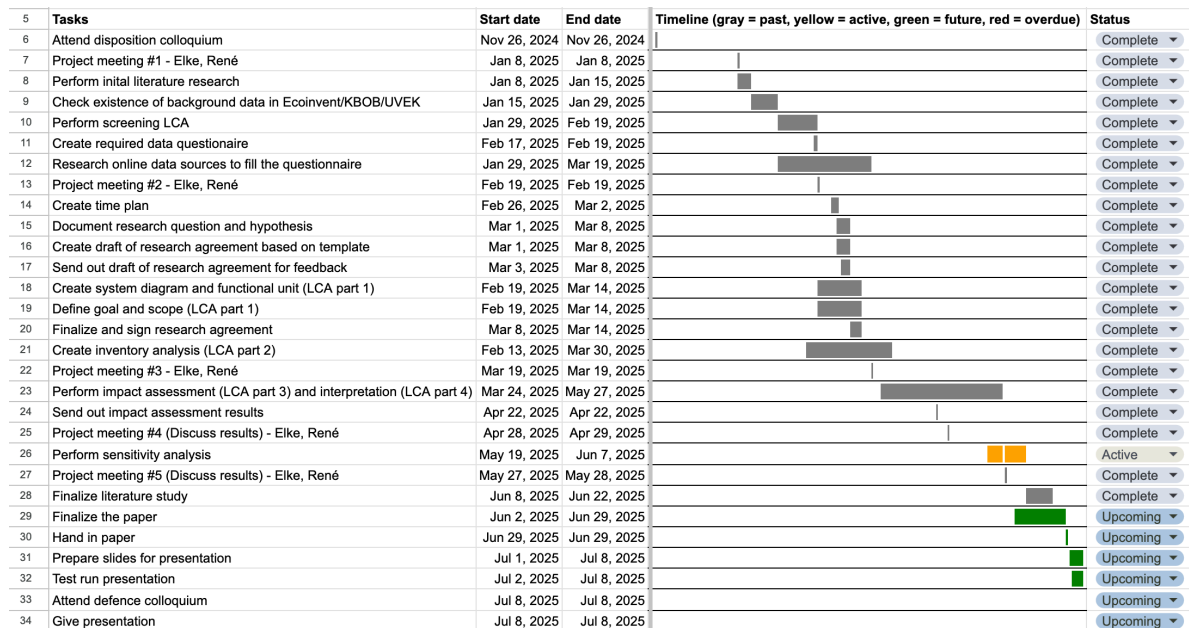 5 Tasks Start date End date Timeline (gray = past, yellow = active, green = future, red = overdue) Status
6 Attend disposition colloquium Nov 26, 2024 Nov 26, 2024 Complete
7 Project meeting #1 - Elke, René Jan 8, 2025 Jan 8, 2025 Complete
8 Perform inital literature research Jan 8, 2025 Jan 15, 2025 Complete
9 Check existence of background data in Ecoinvent/KBOB/UVEK Jan 15, 2025 Jan 29, 2025 Complete
10 Perform screening LCA Jan 29, 2025 Feb 19, 2025 Complete
11 Create required data questionaire Feb 17, 2025 Feb 19, 2025 Complete
12 Research online data sources to fill the questionnaire Jan 29, 2025 Mar 19, 2025 Complete
13 Project meeting #2 - Elke, René Feb 19, 2025 Feb 19, 2025 Complete
14 Create time plan Feb 26, 2025 Mar 2, 2025 Complete
15 Document research question and hypothesis Mar 1, 2025 Mar 8, 2025 Complete
16 Create draft of research agreement based on template Mar 1, 2025 Mar 8, 2025 Complete
17 Send out draft of research agreement for feedback Mar 3, 2025 Mar 8, 2025 Complete
18 Create system diagram and functional unit (LCA part 1) Feb 19, 2025 Mar 14, 2025 Complete
19 Define goal and scope (LCA part 1) Feb 19, 2025 Mar 14, 2025 Complete
20 Finalize and sign research agreement Mar 8, 2025 Mar 14, 2025 Complete
21 Create inventory analysis (LCA part 2) Feb 13, 2025 Mar 30, 2025 Complete
22 Project meeting #3 - Elke, René Mar 19, 2025 Mar 19, 2025 Complete
23 Perform impact assessment (LCA part 3) and interpretation (LCA part 4) Mar 24, 2025 May 27, 2025 Complete
24 Send out impact assessment results Apr 22, 2025 Apr 22, 2025 Complete
25 Project meeting #4 (Discuss results) - Elke, René Apr 28, 2025 Apr 29, 2025 Complete
26 Perform sensitivity analysis May 19, 2025 Jun 7, 2025 Active
27 Project meeting #5 (Discuss results) - Elke, René May 27, 2025 May 28, 2025 Complete
28 Finalize literature study Jun 8, 2025 Jun 22, 2025 Complete
29 Finalize the paper Jun 2, 2025 Jun 29, 2025 Upcoming
30 Hand in paper Jun 29, 2025 Jun 29, 2025 Upcoming
31 Prepare slides for presentation Jul 1, 2025 Jul 8, 2025 Upcoming
32 Test run presentation Jul 2, 2025 Jul 8, 2025 Upcoming
33 Attend defence colloquium Jul 8, 2025 Jul 8, 2025 Upcoming
34 Give presentation Jul 8, 2025 Jul 8, 2025 Upcoming